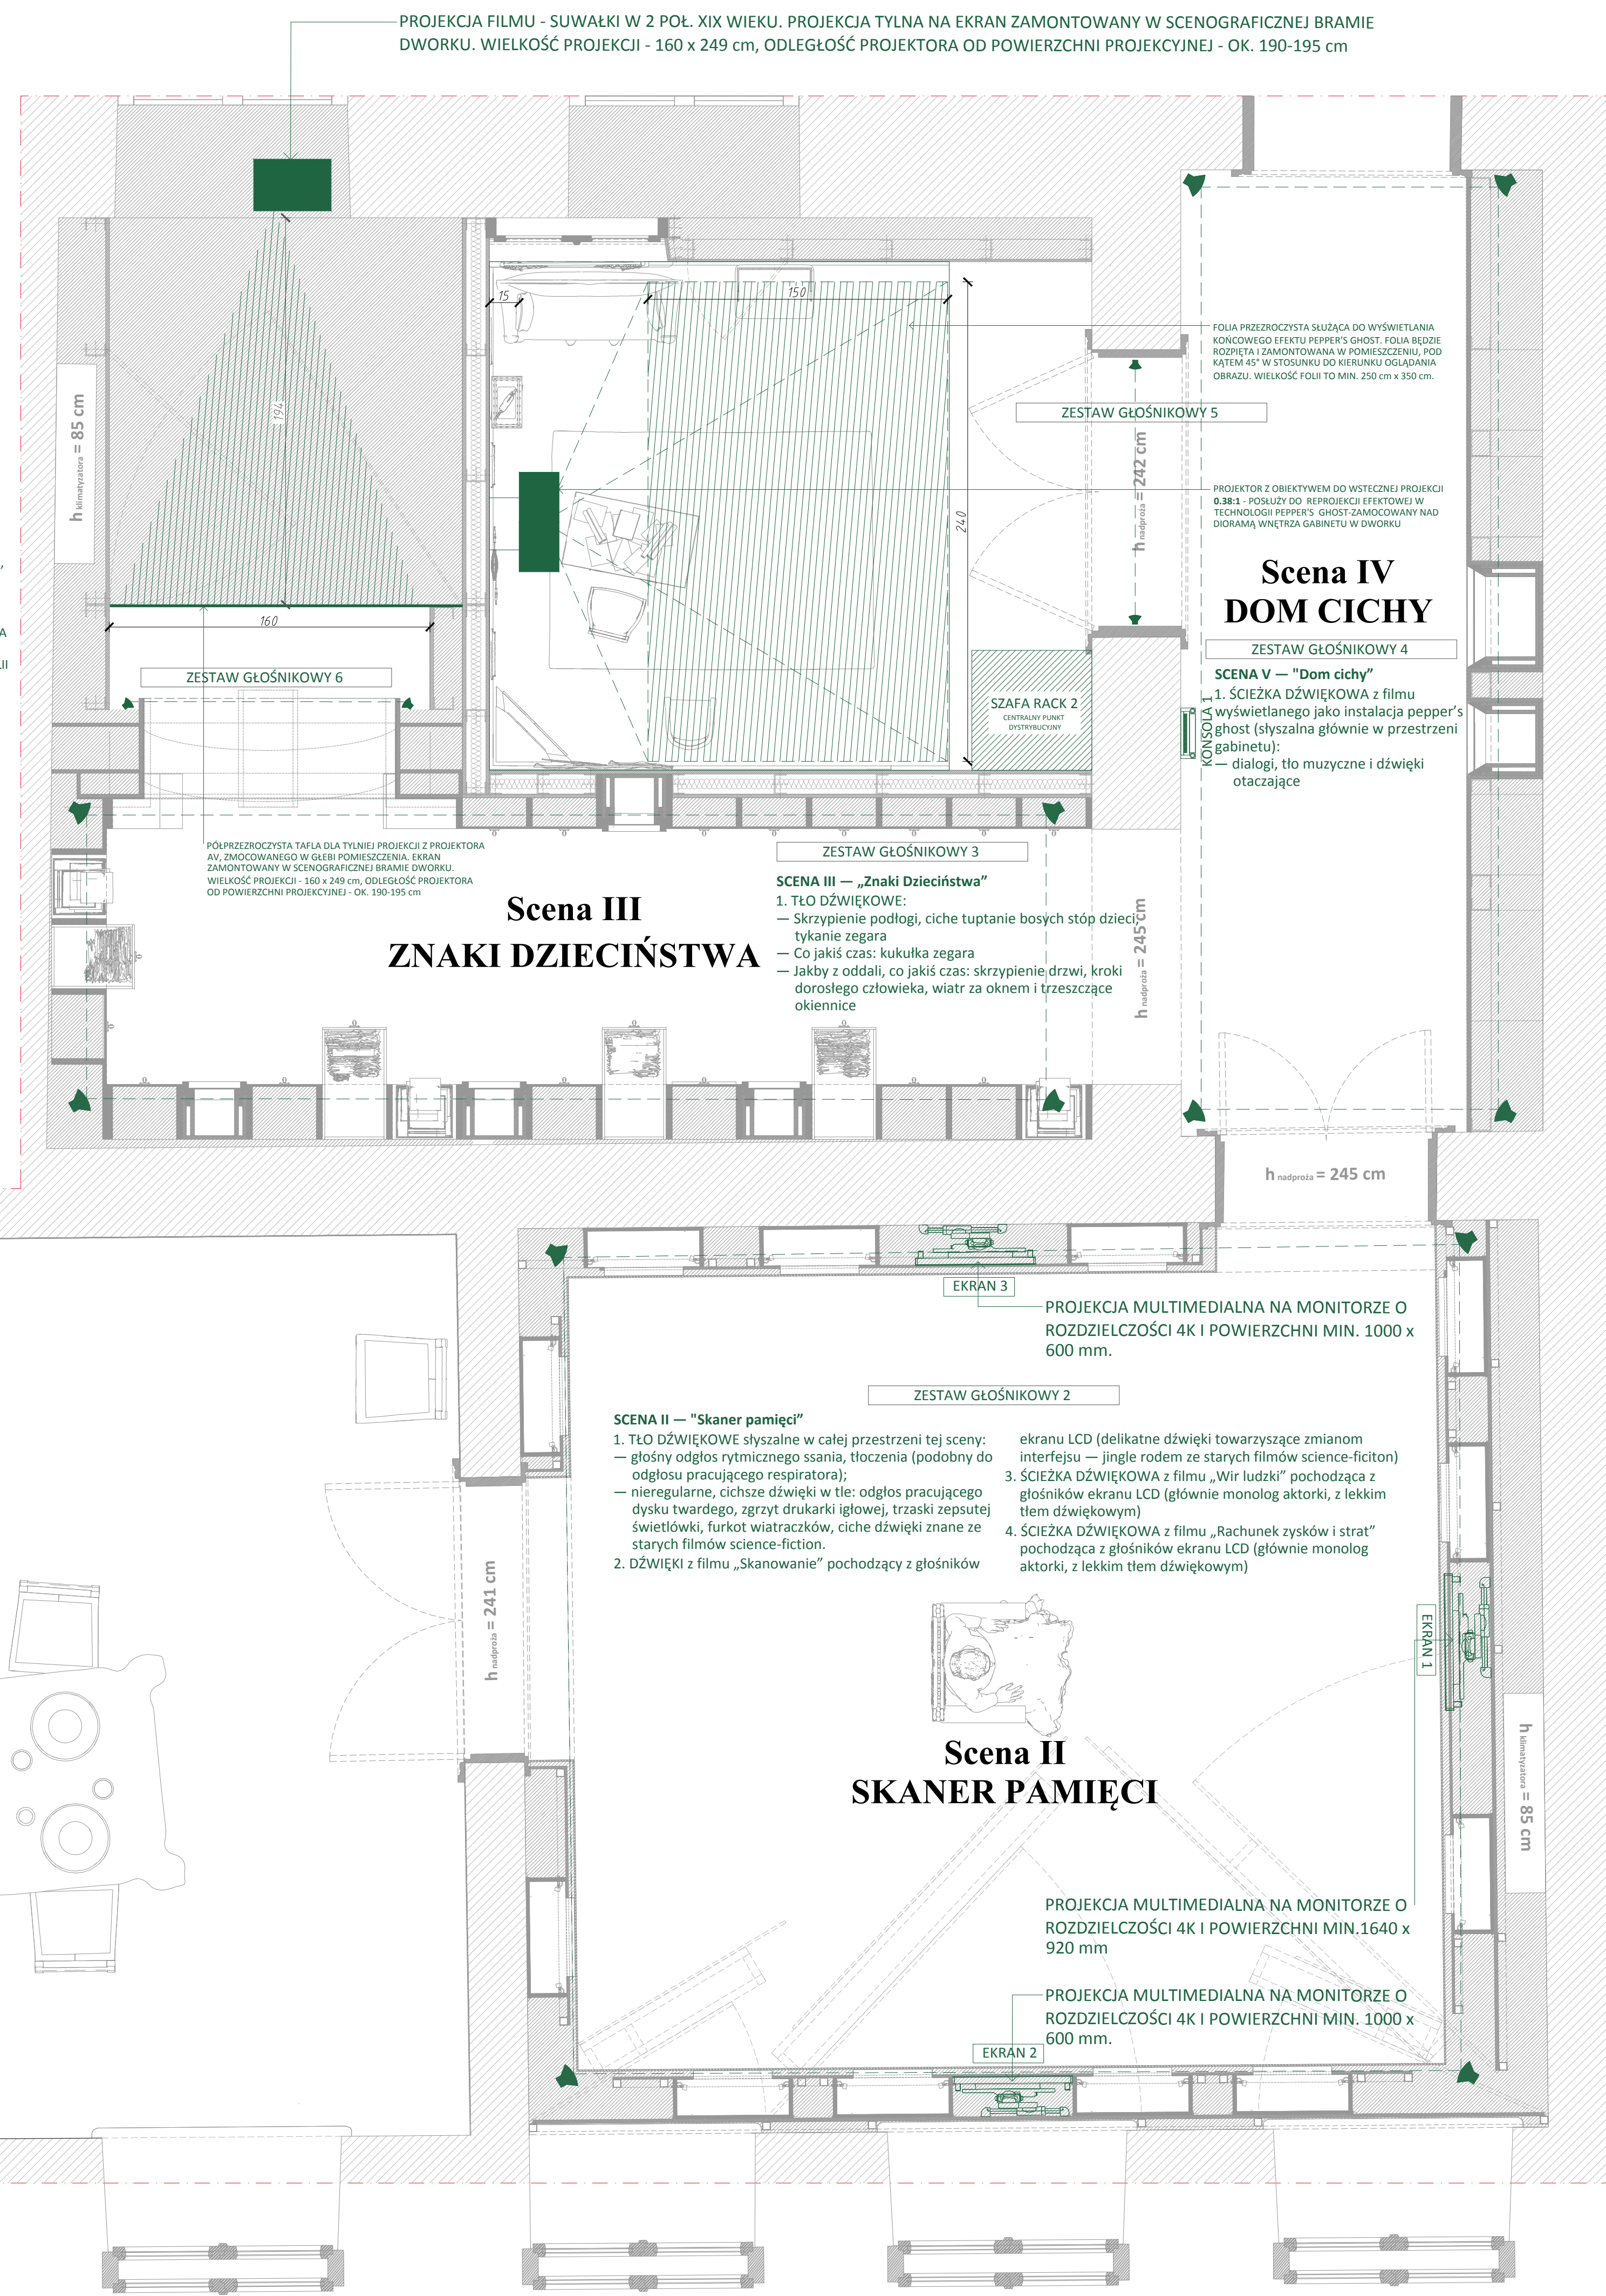 PROJEKCJA FILMU - SUWAŁKI W 2 POŁ. XIX WIEKU. PROJEKCJA TYLNA NA EKRAN ZAMONTOWANY W SCENOGRAFICZNEJ BRAMIE
DWORKU. WIELKOŚĆ PROJEKCJI - 160 x 249 cm, ODLEGŁOŚĆ PROJEKTORA OD POWIERZCHNI PROJEKCYJNEJ - OK. 190-195 cm
15
150
FOLIA PRZEZROCZYSTA SŁUŻĄCA DO WYŚWIETLANIA
KOŃCOWEGO EFEKTU PEPPER'S GHOST. FOLIA BĘDZIE
ROZPIĘTA I ZAMONTOWANA W POMIESZCZENIU, POD
KĄTEM 45° W STOSUNKU DO KIERUNKU OGLĄDANIA
OBRAZU. WIELKOŚĆ FOLII TO MIN. 250 cm x 350 cm.
194
h klimatyzatora = 85 cm
ZESTAW GŁOŚNIKOWY 5
h nadproża = 242 cm
240
PROJEKTOR Z OBIEKTYWEM DO WSTECZNEJ PROJEKCJI
0.38:1 - POSŁUŻY DO REPROJEKCJI EFEKTOWEJ W
TECHNOLOGII PEPPER'S GHOST-ZAMOCOWANY NAD
DIORAMĄ WNĘTRZA GABINETU W DWORKU
Scena IV
DOM CICHY
160
A
LII
ZESTAW GŁOŚNIKOWY 4
ZESTAW GŁOŚNIKOWY 6
SZAFA RACK 2
CENTRALNY PUNKT
DYSTRYBUCYJNY
KONSOLA 1
SCENA V — "Dom cichy”
1. ŚCIEŻKA DŹWIĘKOWA z filmu
wyświetlanego jako instalacja pepper’s
ghost (słyszalna głównie w przestrzeni
gabinetu):
— dialogi, tło muzyczne i dźwięki
otaczające
PÓŁPRZEZROCZYSTA TAFLA DLA TYLNIEJ PROJEKCJI Z PROJEKTORA
AV, ZMOCOWANEGO W GŁEBI POMIESZCZENIA. EKRAN
ZAMONTOWANY W SCENOGRAFICZNEJ BRAMIE DWORKU.
WIELKOŚĆ PROJEKCJI - 160 x 249 cm, ODLEGŁOŚĆ PROJEKTORA
OD POWIERZCHNI PROJEKCYJNEJ - OK. 190-195 cm
Scena III
ZNAKI DZIECIŃSTWA
ZESTAW GŁOŚNIKOWY 3
SCENA III — „Znaki Dzieciństwa”
1. TŁO DŹWIĘKOWE:
— Skrzypienie podłogi, ciche tuptanie bosych stóp dzieci,
tykanie zegara
— Co jakiś czas: kukułka zegara
— Jakby z oddali, co jakiś czas: skrzypienie drzwi, kroki
dorosłego człowieka, wiatr za oknem i trzeszczące
okiennice
h nadproża = 245 cm
h nadproża = 245 cm
EKRAN 3
PROJEKCJA MULTIMEDIALNA NA MONITORZE O
ROZDZIELCZOŚCI 4K I POWIERZCHNI MIN. 1000 x
600 mm.
ZESTAW GŁOŚNIKOWY 2
SCENA II — "Skaner pamięci”
1. TŁO DŹWIĘKOWE słyszalne w całej przestrzeni tej sceny:
— głośny odgłos rytmicznego ssania, tłoczenia (podobny do
odgłosu pracującego respiratora);
— nieregularne, cichsze dźwięki w tle: odgłos pracującego
dysku twardego, zgrzyt drukarki igłowej, trzaski zepsutej
świetlówki, furkot wiatraczków, ciche dźwięki znane ze
starych filmów science-fiction.
2. DŹWIĘKI z filmu „Skanowanie” pochodzący z głośników
ekranu LCD (delikatne dźwięki towarzyszące zmianom
interfejsu — jingle rodem ze starych filmów science-ficiton)
3. ŚCIEŻKA DŹWIĘKOWA z filmu „Wir ludzki” pochodząca z
głośników ekranu LCD (głównie monolog aktorki, z lekkim
tłem dźwiękowym)
4. ŚCIEŻKA DŹWIĘKOWA z filmu „Rachunek zysków i strat”
pochodząca z głośników ekranu LCD (głównie monolog
aktorki, z lekkim tłem dźwiękowym)
h nadproża = 241 cm
EKRAN 1
Scena II
SKANER PAMIĘCI
h klimatyzatora = 85 cm
PROJEKCJA MULTIMEDIALNA NA MONITORZE O
ROZDZIELCZOŚCI 4K I POWIERZCHNI MIN.1640 x
920 mm
PROJEKCJA MULTIMEDIALNA NA MONITORZE O
ROZDZIELCZOŚCI 4K I POWIERZCHNI MIN. 1000 x
600 mm.
EKRAN 2